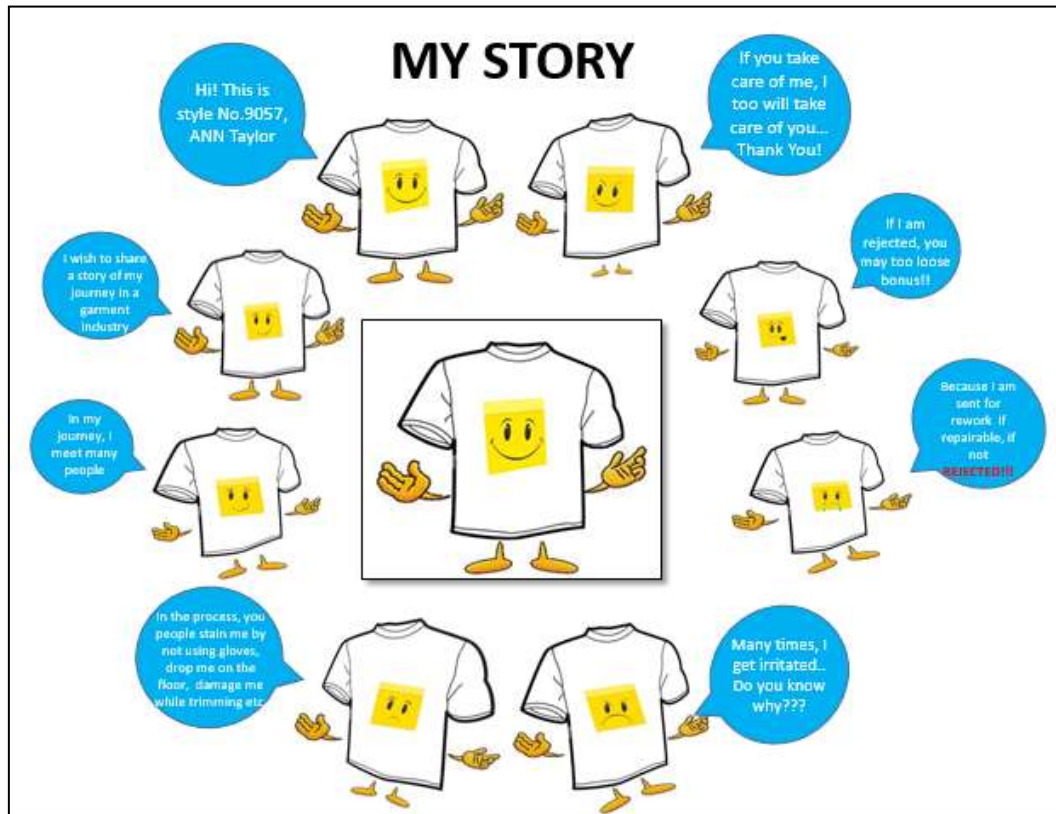 MY STORY
Hi! This is
style No.9057,
ANN Taylor
I wish to share
a story of my
journey in a
garment
industry
In my
journey, I
meet many
people
In the process, you
people stain me by
not using gloves,
drop me on the
floor, damage me
while trimming etc
Many times, I
get irritated..
Do you know
why???
Because I am
sent for
rework if
repairable, if
not
REJECTED!!!
If I am
rejected, you
may too loose
bonus!!
If you take
care of me, I
too will take
care of you...
Thank You!